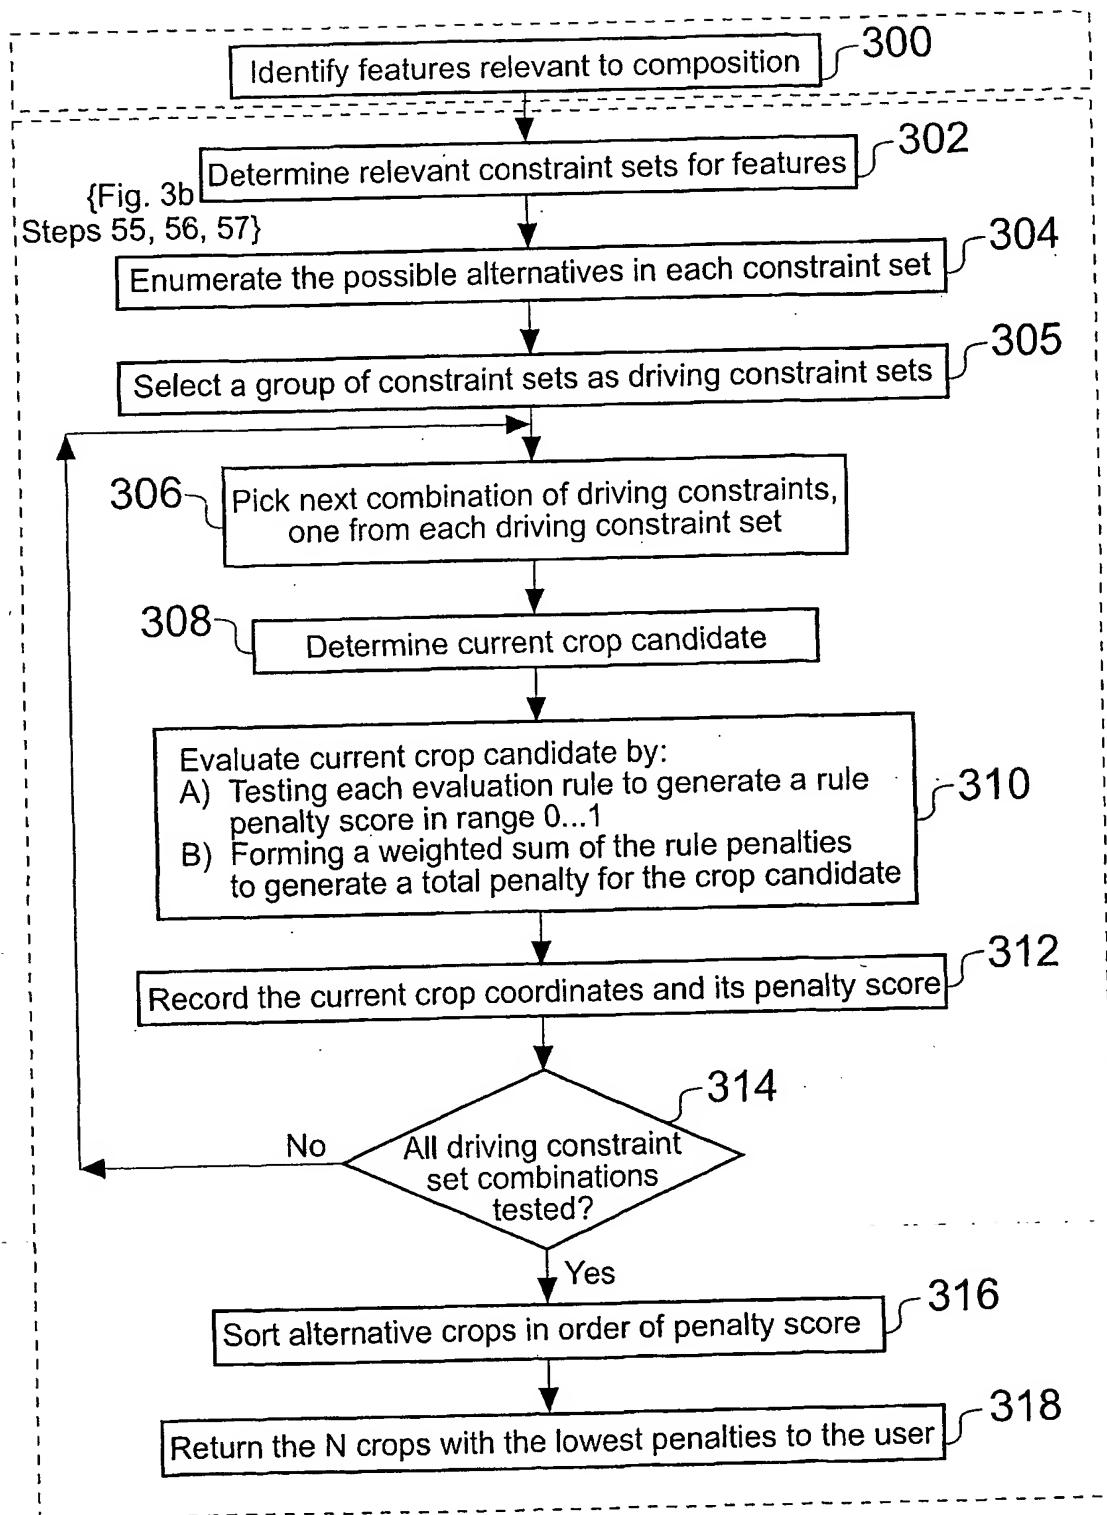 Identify features relevant to composition
300
Determine relevant constraint sets for features
302
{Fig. 3b
Steps 55, 56, 57}
Enumerate the possible alternatives in each constraint set
304
Select a group of constraint sets as driving constraint sets
305
306
Pick next combination of driving constraints,
one from each driving constraint set
308
Determine current crop candidate
Evaluate current crop candidate by:
A) Testing each evaluation rule to generate a rule
penalty score in range 0...1
B) Forming a weighted sum of the rule penalties
to generate a total penalty for the crop candidate
310
Record the current crop coordinates and its penalty score
312
314
No
All driving constraint
set combinations
tested?
Yes
Sort alternative crops in order of penalty score
316
Return the N crops with the lowest penalties to the user
318